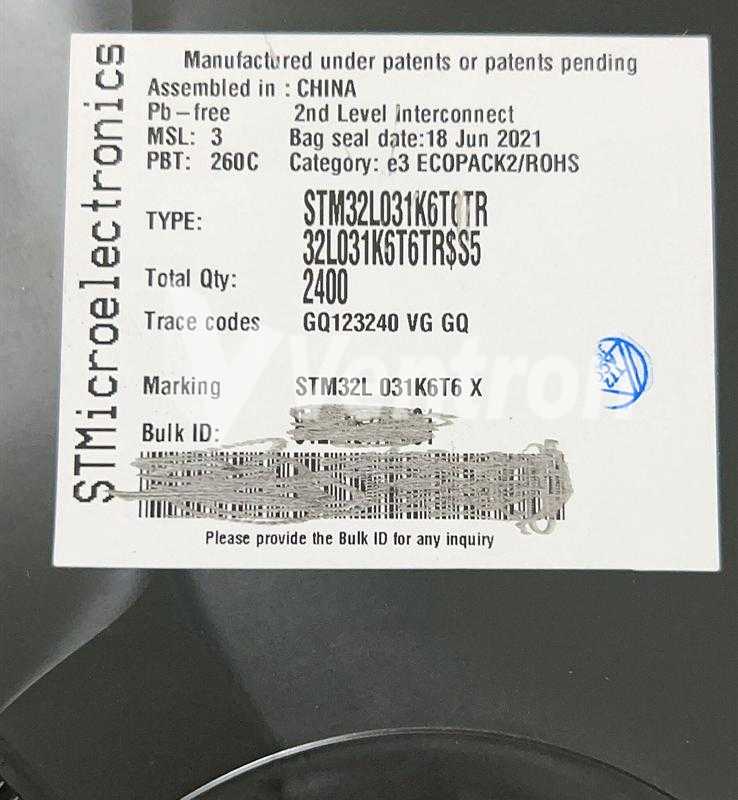 STMicroelectronics
Manufactured under patents or patents pending
Assembled in : CHINA
Pb-free 2nd Level Interconnect
MSL: 3 Bag seal date:18 Jun 2021
PBT: 260C Category: e3 ECOPACK2/ROHS
TYPE: STM32L031K6T6TR
32L031K6T6TR$S5
Total Qty: 2400
Trace codes GQ123240 VG GQ
Marking STM32L 031K6T6 X
Bulk ID:
Please provide the Bulk ID for any inquiry